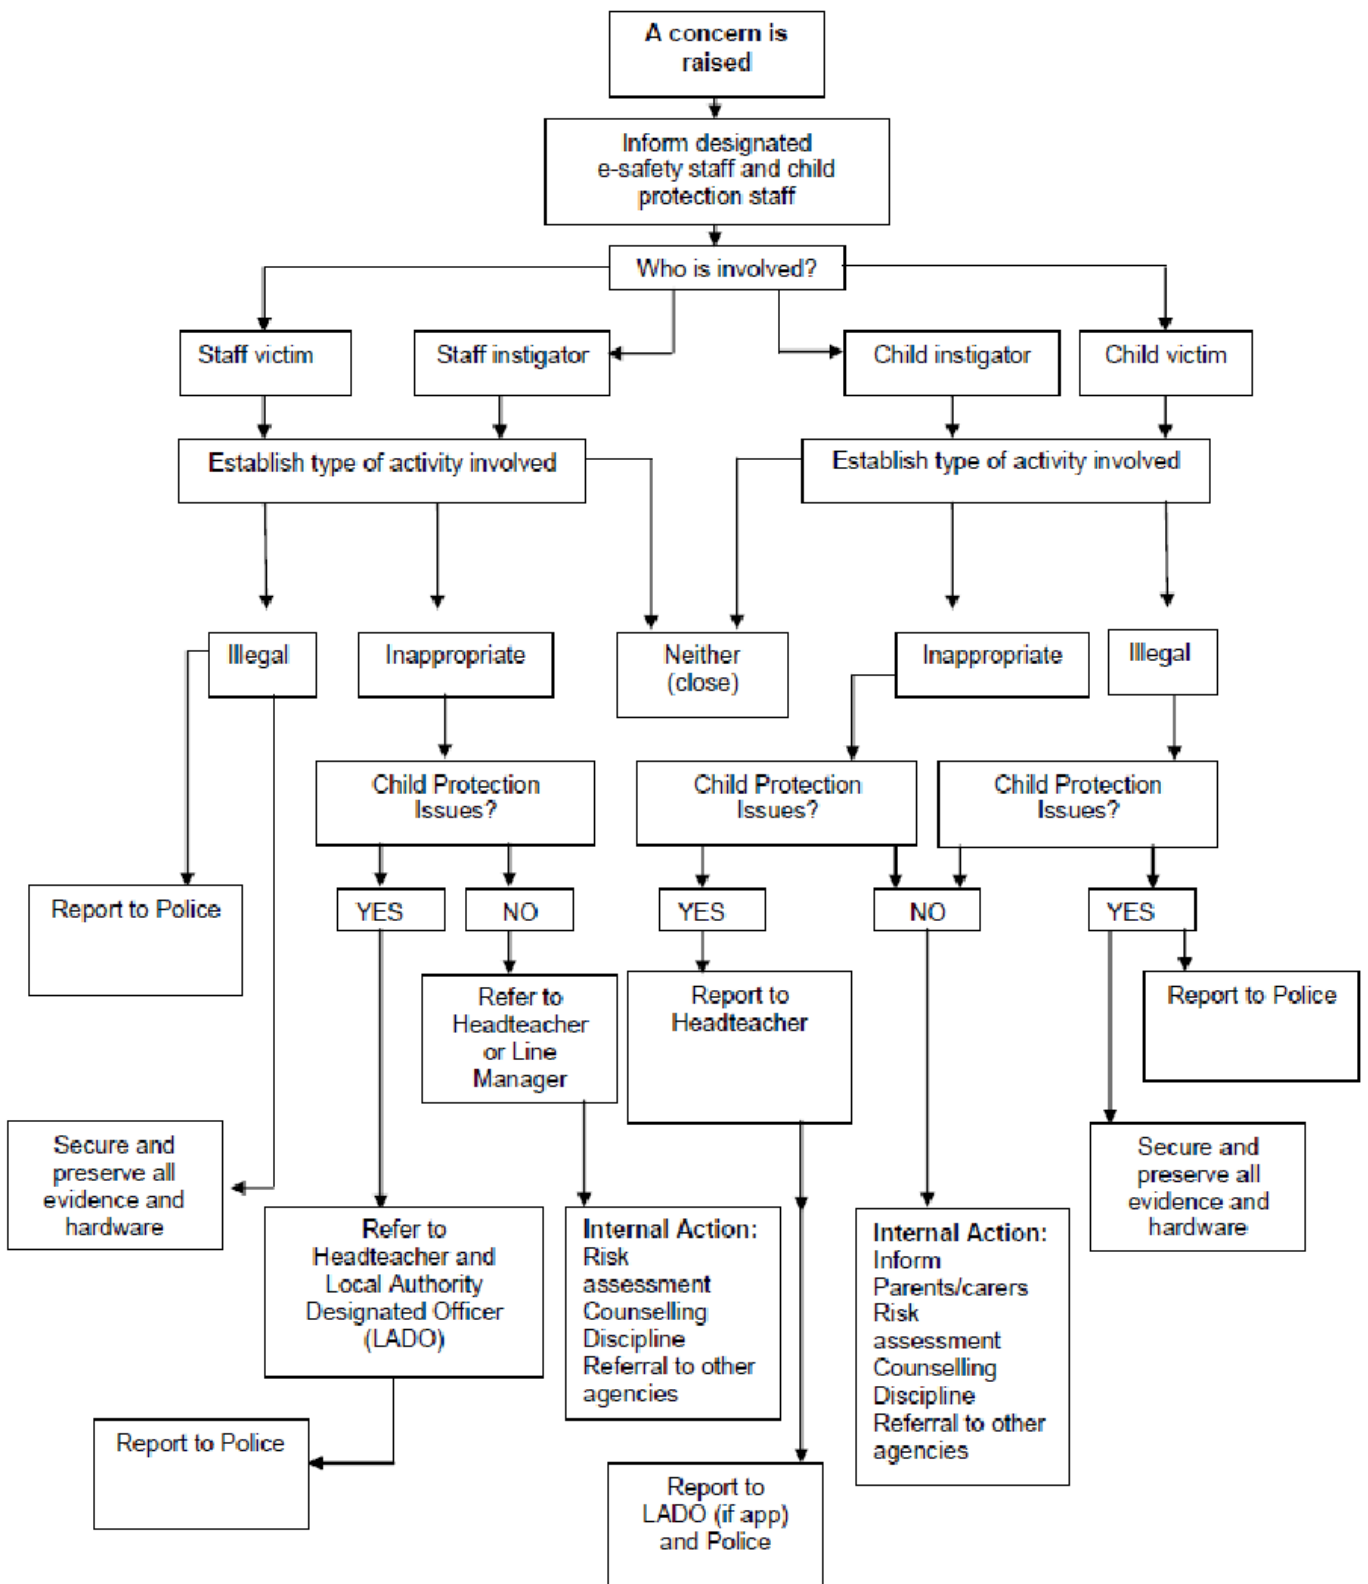 A concern is
raised
Inform designated
e-safety staff and child
protection staff
Who is involved?
Staff victim
Staff instigator
Child instigator
Child victim
Establish type of activity involved
Establish type of activity involved
Illegal
Inappropriate
Neither
(close)
Inappropriate
Illegal
Child Protection
Issues?
Child Protection
Issues?
Child Protection
Issues?
Report to Police
YES
NO
YES
NO
YES
Refer to
Headteacher
or Line
Manager
Report to
Headteacher
Report to Police
Secure and
preserve all
evidence and
hardware
Refer to
Headteacher and
Local Authority
Designated Officer
(LADO)
Internal Action:
Risk
assessment
Counselling
Discipline
Referral to other
agencies
Internal Action:
Inform
Parents/carers
Risk
assessment
Counselling
Discipline
Referral to other
agencies
Secure and
preserve all
evidence and
hardware
Report to Police
Report to
LADO (if app)
and Police